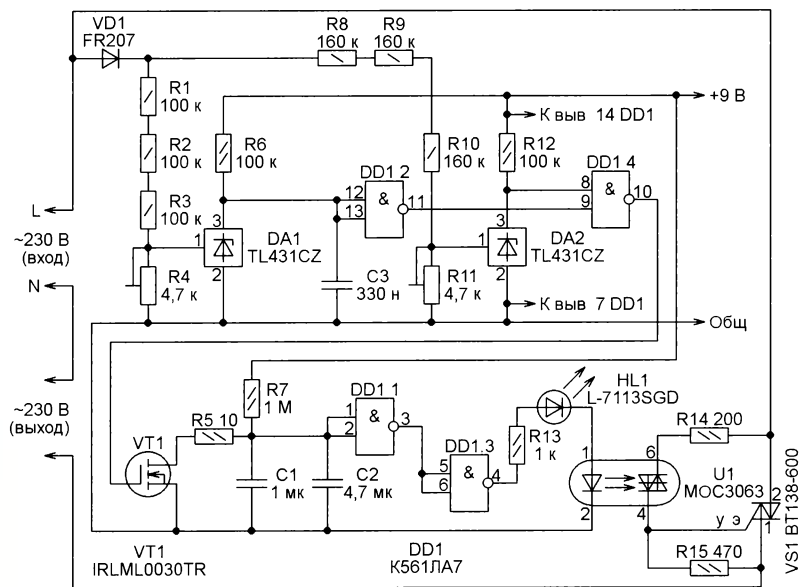 VD1
FR207
R8
160 к
R9
160 к
R1
100 к
R2
100 к
R3
100 к
R4
4,7 к
R6
100 к
R10
160 к
R12
100 к
+9 В
К выв 14 DD1
DD1 2
&
12
13
11
DD1 4
&
8
9
10
L
~230 В
(вход)
N
1
3
2
DA1
TL431CZ
C3
330 н
R11
4,7 к
1
3
2
DA2
TL431CZ
К выв 7 DD1
Общ
~230 В
(выход)
R7
1 М
R5 10
VT1
DD1 1
&
1
2
3
C1
1 мк
C2
4,7 мк
DD1.3
&
5
6
4
HL1
L-7113SGD
R13
1 к
R14 200
1
2
6
4
U1
MOC3063
у э
2
1
VS1 BT138-600
R15 470
VT1
IRLML0030TR
DD1
К561ЛА7